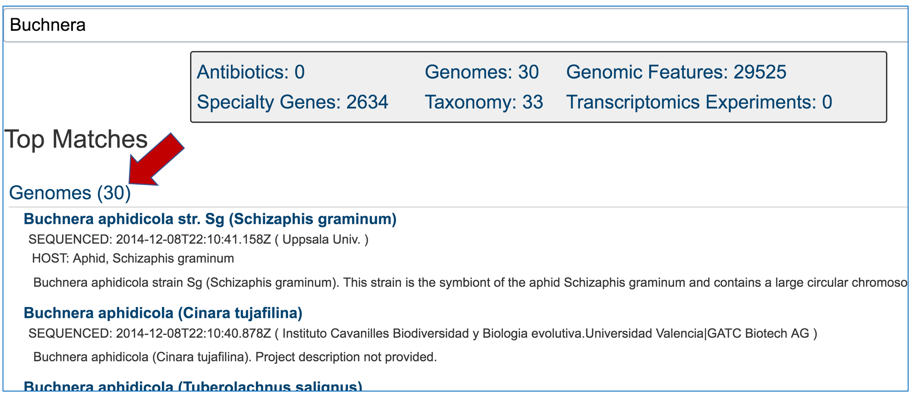 Buchnera
Antibiotics: 0 Genomes: 30 Genomic Features: 29525
Specialty Genes: 2634 Taxonomy: 33 Transcriptomics Experiments: 0
Top Matches
Genomes (30)
Buchnera aphidicola str. Sg (Schizaphis graminum)
SEQUENCED: 2014-12-08T22:10:41.158Z ( Uppsala Univ. )
HOST: Aphid, Schizaphis graminum
Buchnera aphidicola strain Sg (Schizaphis graminum). This strain is the symbiont of the aphid Schizaphis graminum and contains a large circular chromoso
Buchnera aphidicola (Cinara tujafilina)
SEQUENCED: 2014-12-08T22:10:40.878Z ( Instituto Cavanilles Biodiversidad y Biologia evolutiva.Universidad Valencia|GATC Biotech AG )
Buchnera aphidicola (Cinara tujafilina). Project description not provided.
Buchnera aphidicola (Tuberolachnus salignus)